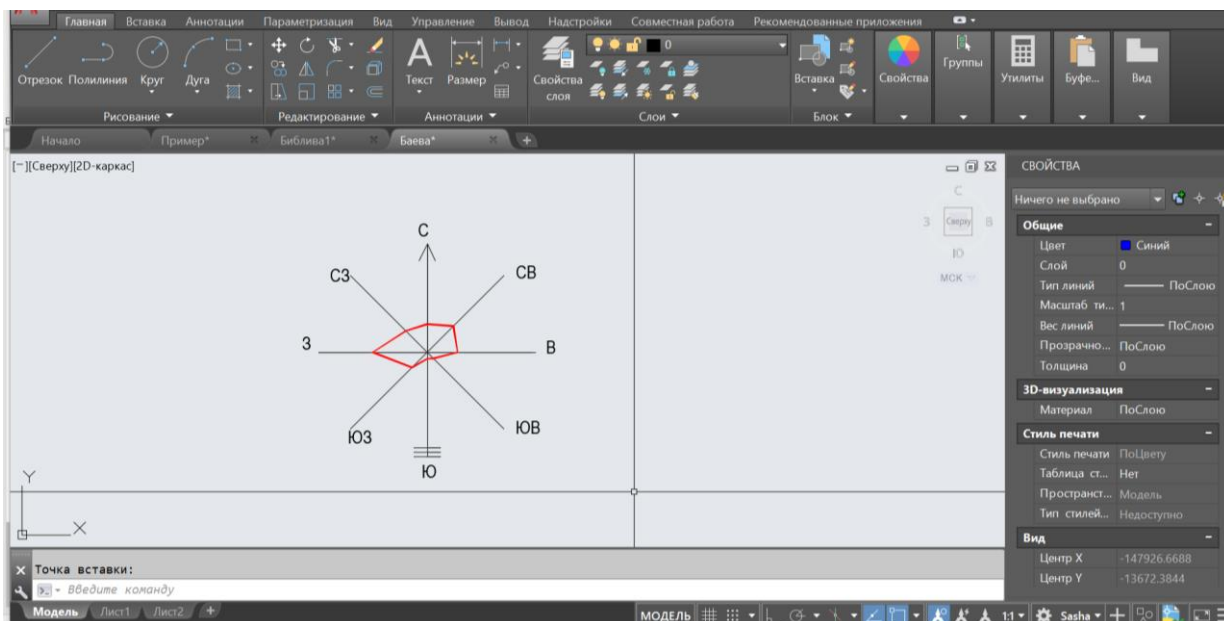 Главная Вставка Аннотации Параметризация Вид Управление Вывод Надстройки Совместная работа Рекомендованные приложения
0
Отрезок Полилиния Круг Дуга Текст Размер Свойства слоя Вставка Свойства Группы Утилиты Буфе... Вид
Рисование Редактирование Аннотации Слои Блок
Начало Пример* Библива1* Баева* +
[−][Сверху][2D-каркас]
С
СЗ
СВ
З
В
ЮЗ
ЮВ
Ю
Y
X
С
З Сверху В
Ю
МСК
СВОЙСТВА
Ничего не выбрано
Общие
Цвет Синий
Слой 0
Тип линий ПоСлою
Масштаб ти... 1
Вес линий ПоСлою
Прозрачно... ПоСлою
Толщина 0
3D-визуализация
Материал ПоСлою
Стиль печати
Стиль печати ПоЦвету
Таблица ст... Нет
Пространст... Модель
Тип стилей... Недоступно
Вид
Центр X -147926.6688
Центр Y -13672.3844
Точка вставки:
Введите команду
Модель Лист1 Лист2 + МОДЕЛЬ 1:1 Sasha